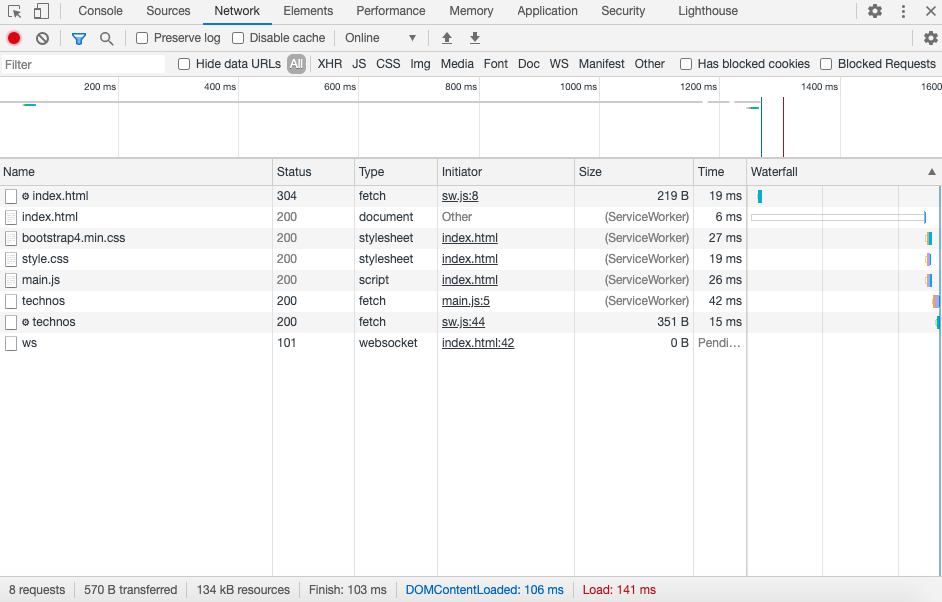 Console Sources Network Elements Performance Memory Application Security Lighthouse
Preserve log Disable cache Online
Filter Hide data URLs All XHR JS CSS Img Media Font Doc WS Manifest Other Has blocked cookies Blocked Requests
200 ms 400 ms 600 ms 800 ms 1000 ms 1200 ms 1400 ms 1600
Name Status Type Initiator Size Time Waterfall
index.html 304 fetch sw.js:8 219 B 19 ms
index.html 200 document Other (ServiceWorker) 6 ms
bootstrap4.min.css 200 stylesheet index.html (ServiceWorker) 27 ms
style.css 200 stylesheet index.html (ServiceWorker) 19 ms
main.js 200 script index.html (ServiceWorker) 26 ms
technos 200 fetch main.js:5 (ServiceWorker) 42 ms
technos 200 fetch sw.js:44 351 B 15 ms
ws 101 websocket index.html:42 0 B Pendi…
8 requests 570 B transferred 134 kB resources Finish: 103 ms DOMContentLoaded: 106 ms Load: 141 ms